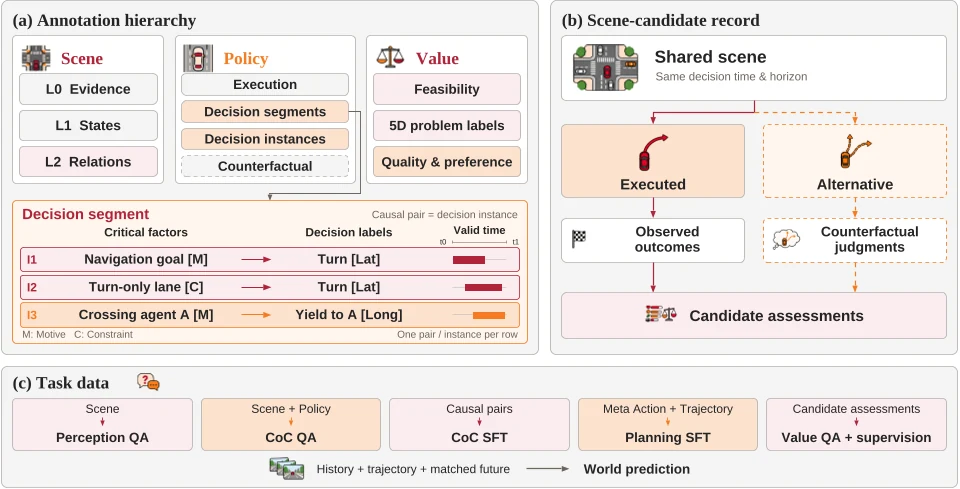 (a) Annotation hierarchy
Scene
L0 Evidence
L1 States
L2 Relations
Policy
Execution
Decision segments
Decision instances
Counterfactual
Value
Feasibility
5D problem labels
Quality & preference
Decision segment
Causal pair = decision instance
Critical factors
Decision labels
Valid time
t0
t1
I1 Navigation goal [M] Turn [Lat]
I2 Turn-only lane [C] Turn [Lat]
I3 Crossing agent A [M] Yield to A [Long]
M: Motive C: Constraint
One pair / instance per row
(b) Scene-candidate record
Shared scene
Same decision time & horizon
Executed
Alternative
Observed
outcomes
Counterfactual
judgments
Candidate assessments
(c) Task data
?
Scene
Perception QA
Scene + Policy
CoC QA
Causal pairs
CoC SFT
Meta Action + Trajectory
Planning SFT
Candidate assessments
Value QA + supervision
History + trajectory + matched future
World prediction